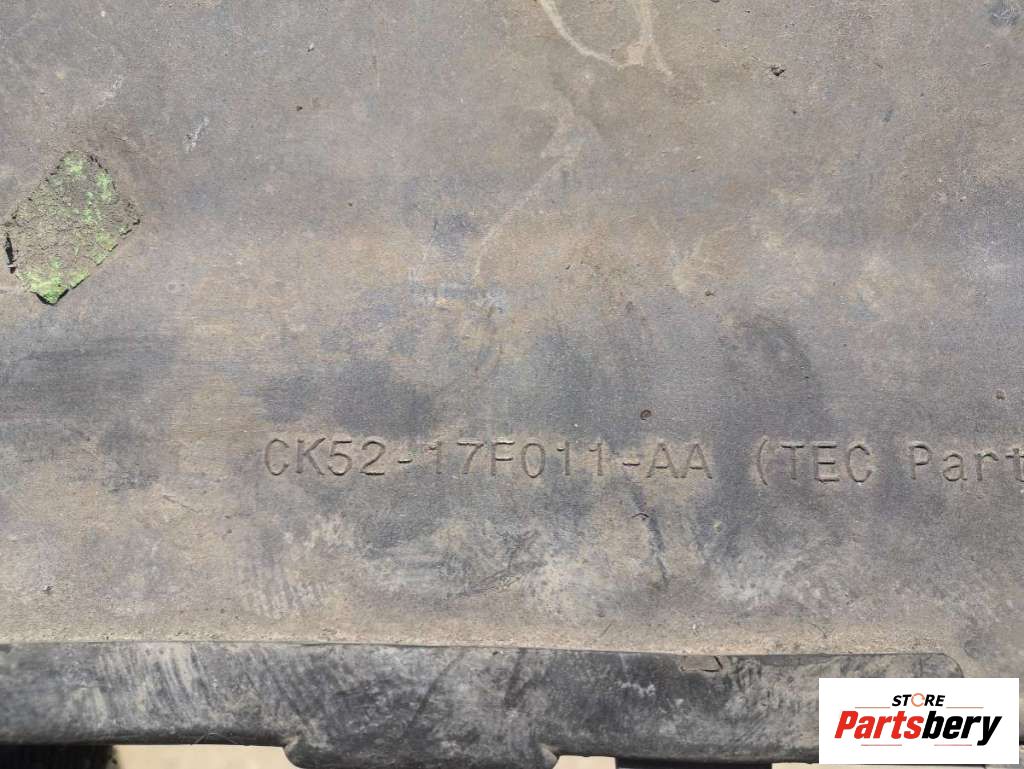 CK52-17F011-AA (TEC Part
STORE
Partsbery